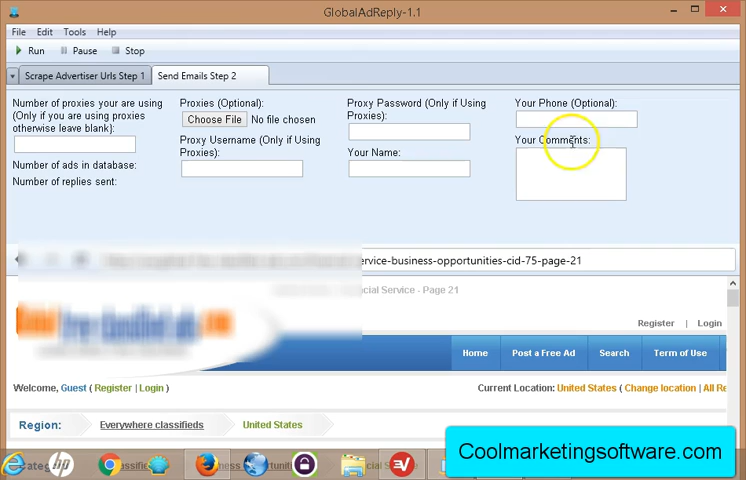 GlobalAdReply-1.1
File Edit Tools Help
Run Pause Stop
Scrape Advertiser Urls Step 1 Send Emails Step 2
Number of proxies your are using
(Only if you are using proxies
otherwise leave blank):
Number of ads in database:
Number of replies sent:
Proxies (Optional):
Choose File No file chosen
Proxy Username (Only if Using
Proxies):
Proxy Password (Only if Using
Proxies):
Your Name:
Your Phone (Optional):
Your Comments:
ervice-business-opportunities-cid-75-page-21
cial Service - Page 21
Register | Login
Home Post a Free Ad Search Term of Use
Welcome, Guest ( Register | Login )
Current Location: United States ( Change location | All Re
Region: Everywhere classifieds United States
Coolmarketingsoftware.com